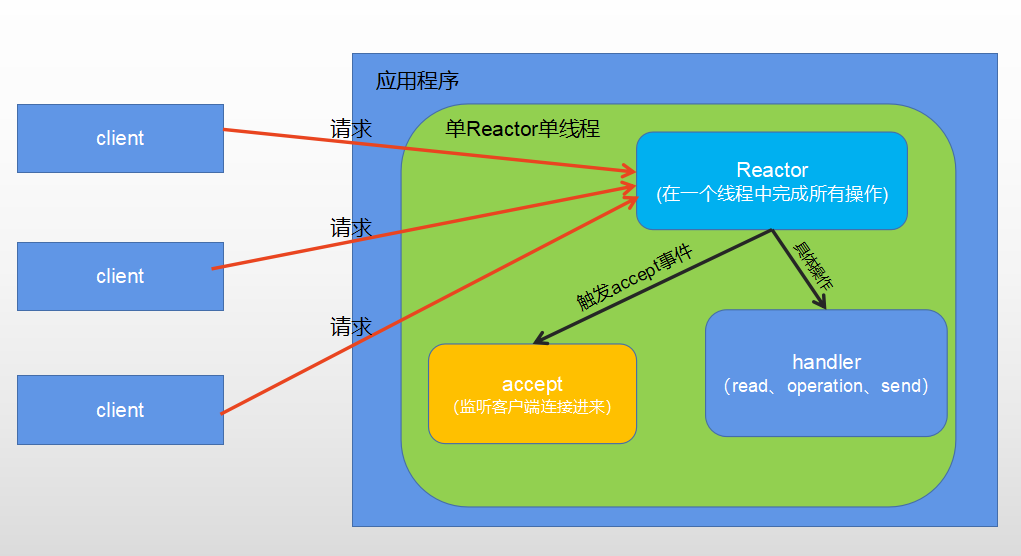 应用程序
client
请求
单Reactor单线程
Reactor
(在一个线程中完成所有操作)
client
请求
触发accept事件
具体操作
请求
client
accept
（监听客户端连接进来）
handler
（read、operation、send）